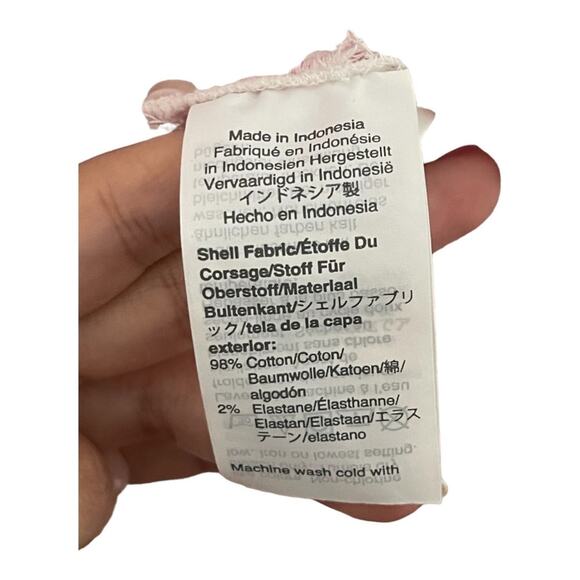 Made in Indonesia
Fabriqué en Indonésie
in Indonesien Hergestellt
Vervaardigd in Indonesië
インドネシア製
Hecho en Indonesia
Shell Fabric/Étoffe Du
Corsage/Stoff Für
Oberstoff/Materiaal
Buitenkant/シェルファブリ
ック/tela de la capa
exterior:
98% Cotton/Coton/
Baumwolle/Katoen/綿/
algodón
2% Elastane/Élasthanne/
Elastan/Elastaan/エラス
テーン/elastano
Machine wash cold with